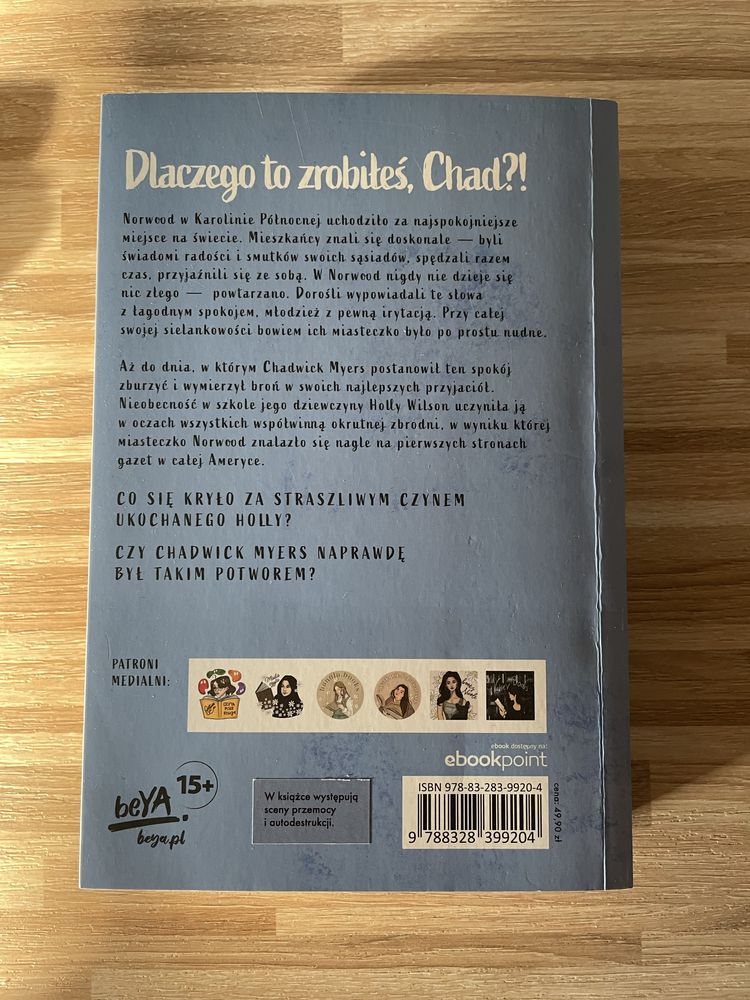 Dlaczego to zrobiłeś, Chad?!
Norwood w Karolinie Północnej uchodziło za najspokojniejsze
miejsce na świecie. Mieszkańcy znali się doskonale — byli
świadomi radości i smutków swoich sąsiadów, spędzali razem
czas, przyjaźnili się ze sobą. W Norwood nigdy nie dzieje się
nic złego — powtarzano. Dorośli wypowiadali te słowa
z łagodnym spokojem, młodzież z pewną irytacją. Przy całej
swojej sielankowości bowiem ich miasteczko było po prostu nudne.
Aż do dnia, w którym Chadwick Myers postanowił ten spokój
zburzyć i wymierzył broń w swoich najlepszych przyjaciół.
Nieobecność w szkole jego dziewczyny Holly Wilson uczyniła ją
w oczach wszystkich współwinną okrutnej zbrodni, w wyniku której
miasteczko Norwood znalazło się nagle na pierwszych stronach
gazet w całej Ameryce.
CO SIĘ KRYŁO ZA STRASZLIWYM CZYNEM
UKOCHANEGO HOLLY?
CZY CHADWICK MYERS NAPRAWDĘ
BYŁ TAKIM POTWOREM?
PATRONI
MEDIALNI:
ebook dostępny na:
ebookpoint
beYA.
15+
beya.pl
W książce występują
sceny przemocy
i autodestrukcji.
ISBN 978-83-283-9920-4
9 788328 399204
cena: 49,90 zł